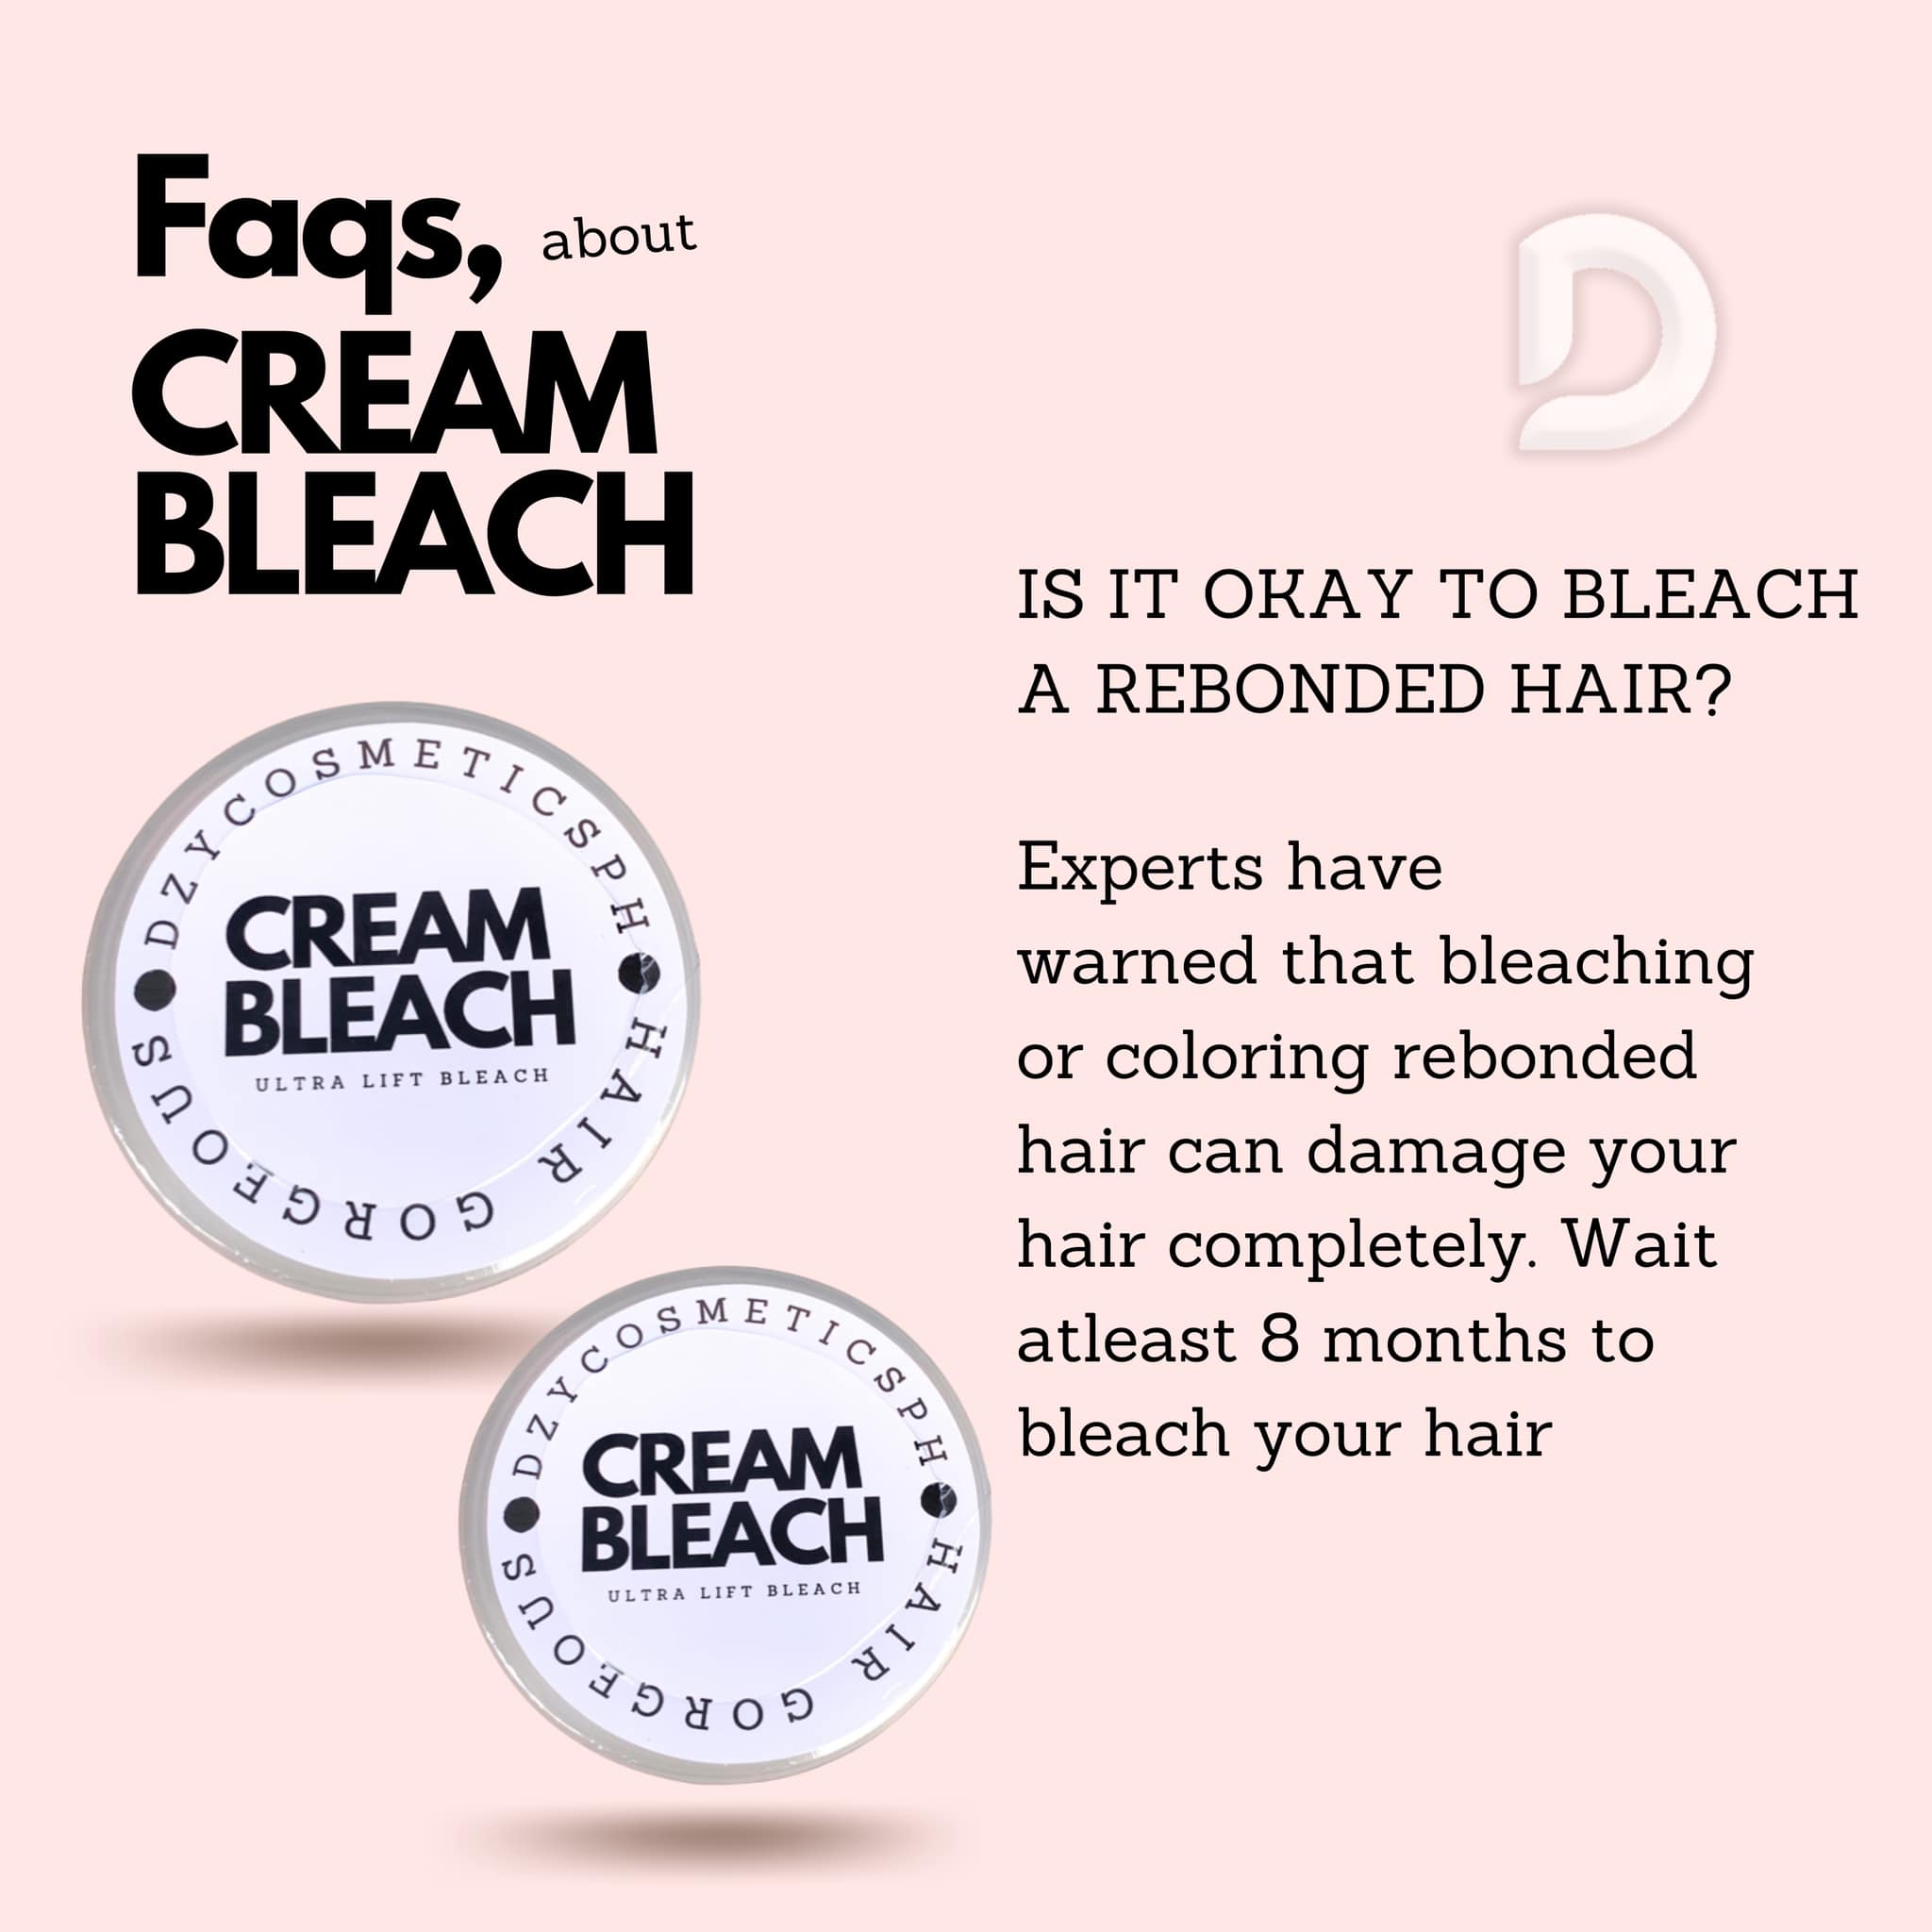 Faqs, about
CREAM
BLEACH
IS IT OKAY TO BLEACH
A REBONDED HAIR?
Experts have
warned that bleaching
or coloring rebonded
hair can damage your
hair completely. Wait
atleast 8 months to
bleach your hair
DZYCOSMETICSPH
CREAM
BLEACH
ULTRA LIFT BLEACH
HAIR GORGEOUS
DZYCOSMETICSPH
CREAM
BLEACH
ULTRA LIFT BLEACH
HAIR GORGEOUS
D